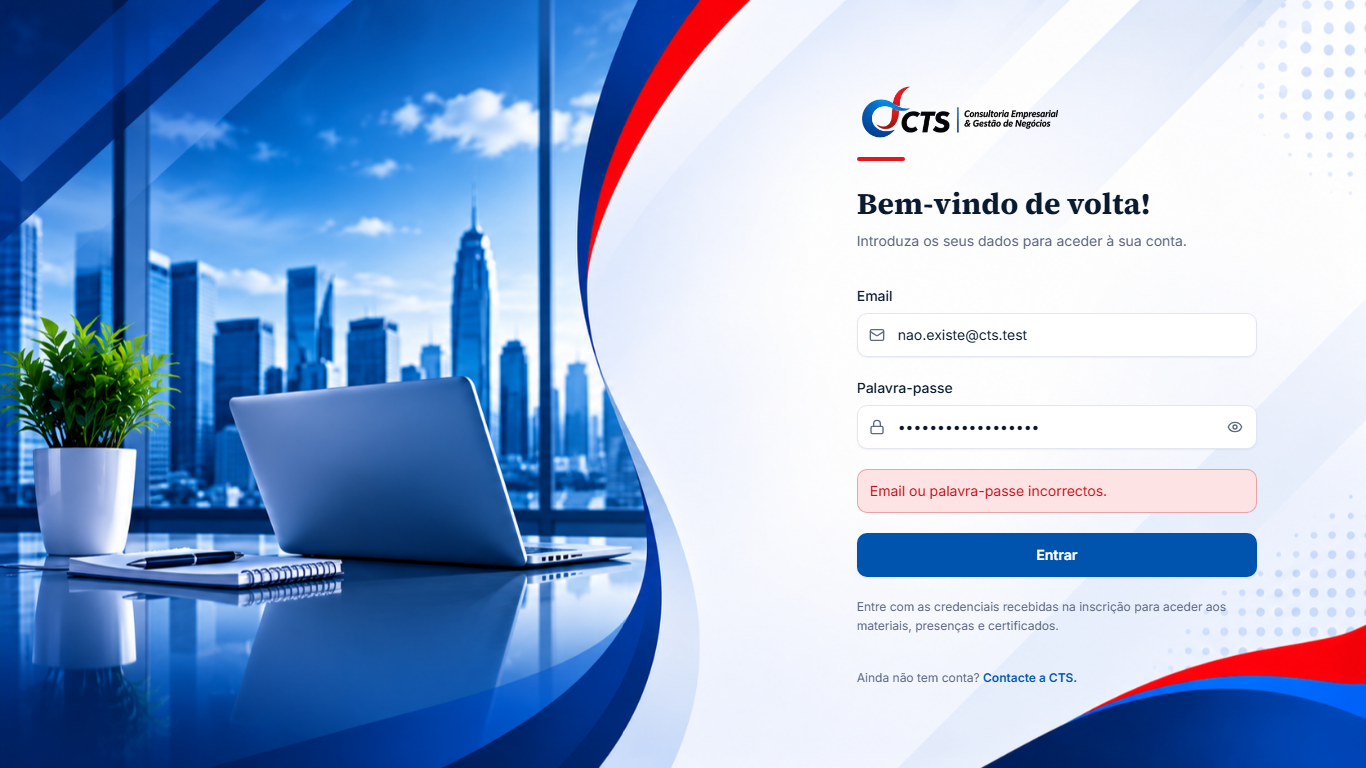 CTS
Consultoria Empresarial
& Gestão de Negócios
Bem-vindo de volta!
Introduza os seus dados para aceder à sua conta.
Email
nao.existe@cts.test
Palavra-passe
••••••••••••••••••
Email ou palavra-passe incorrectos.
Entrar
Entre com as credenciais recebidas na inscrição para aceder aos
materiais, presenças e certificados.
Ainda não tem conta? Contacte a CTS.